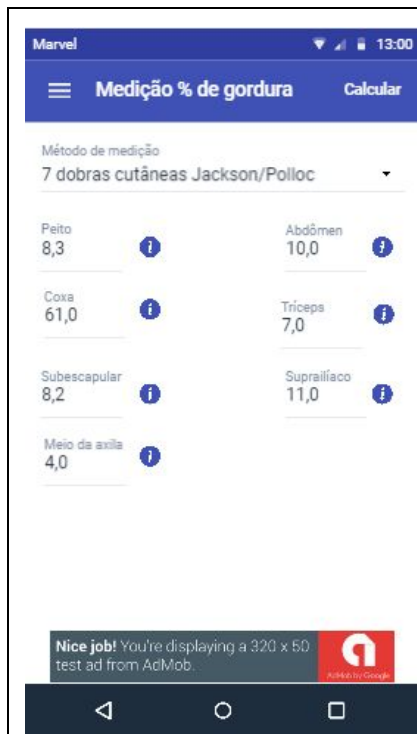 Marvel 13:00
Medição % de gordura Calcular
Método de medição
7 dobras cutâneas Jackson/Polloc
Peito Abdômen
8,3 10,0
Coxa Tríceps
61,0 7,0
Subescapular Suprailíaco
8,2 11,0
Meio da axila
4,0
Nice job! You're displaying a 320 x 50
test ad from AdMob.
AdMob by Google